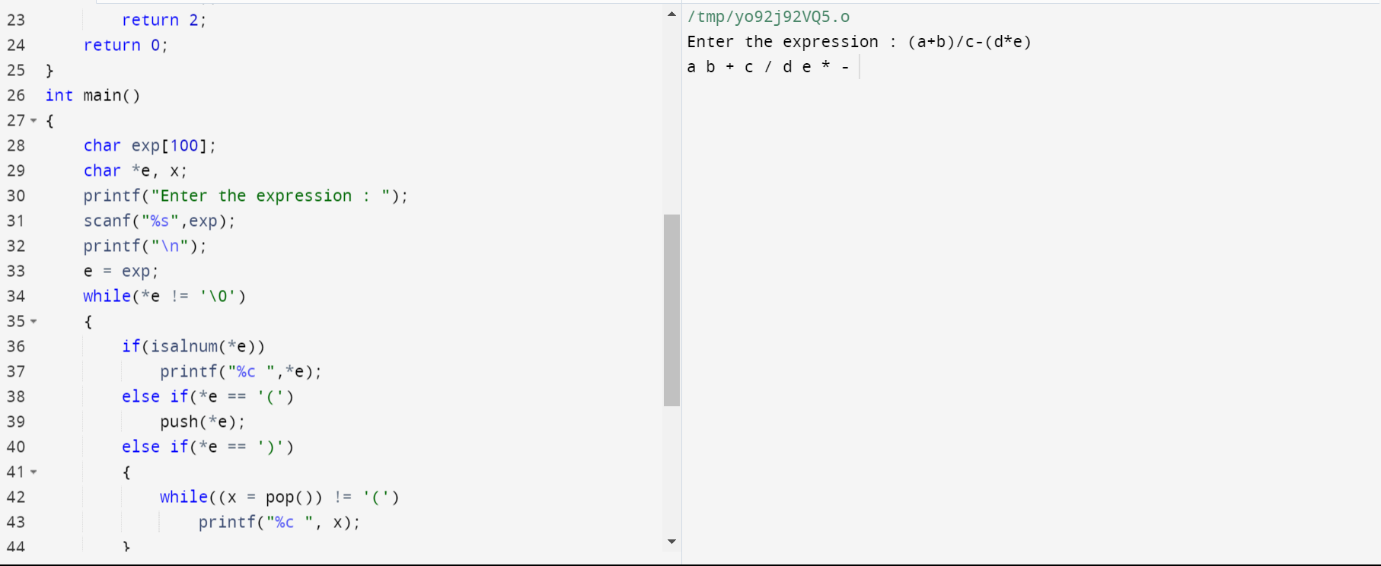 23 return 2;
24 return 0;
25 }
26 int main()
27 {
28 char exp[100];
29 char *e, x;
30 printf("Enter the expression : ");
31 scanf("%s",exp);
32 printf("\n");
33 e = exp;
34 while(*e != '\0')
35 {
36 if(isalnum(*e))
37 printf("%c ",*e);
38 else if(*e == '(')
39 push(*e);
40 else if(*e == ')')
41 {
42 while((x = pop()) != '(')
43 printf("%c ", x);
44 }
/tmp/yo92j92VQ5.o
Enter the expression : (a+b)/c-(d*e)
a b + c / d e * -